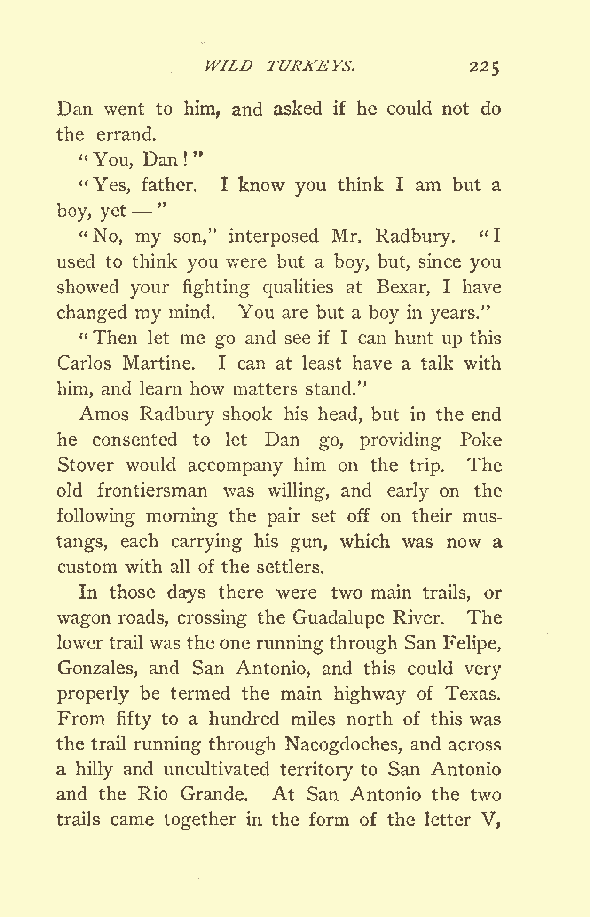 WILD TURKEYS. 225
Dan went to him, and asked if he could not do
the errand.
"You, Dan!"
"Yes, father. I know you think I am but a
boy, yet — "
"No, my son," interposed Mr. Radbury. "I
used to think you were but a boy, but, since you
showed your fighting qualities at Bexar, I have
changed my mind. You are but a boy in years."
"Then let me go and see if I can hunt up this
Carlos Martine. I can at least have a talk with
him, and learn how matters stand."
Amos Radbury shook his head, but in the end
he consented to let Dan go, providing Poke
Stover would accompany him on the trip. The
old frontiersman was willing, and early on the
following morning the pair set off on their mus-
tangs, each carrying his gun, which was now a
custom with all of the settlers.
In those days there were two main trails, or
wagon roads, crossing the Guadalupe River. The
lower trail was the one running through San Felipe,
Gonzales, and San Antonio, and this could very
properly be termed the main highway of Texas.
From fifty to a hundred miles north of this was
the trail running through Nacogdoches, and across
a hilly and uncultivated territory to San Antonio
and the Rio Grande. At San Antonio the two
trails came together in the form of the letter V,